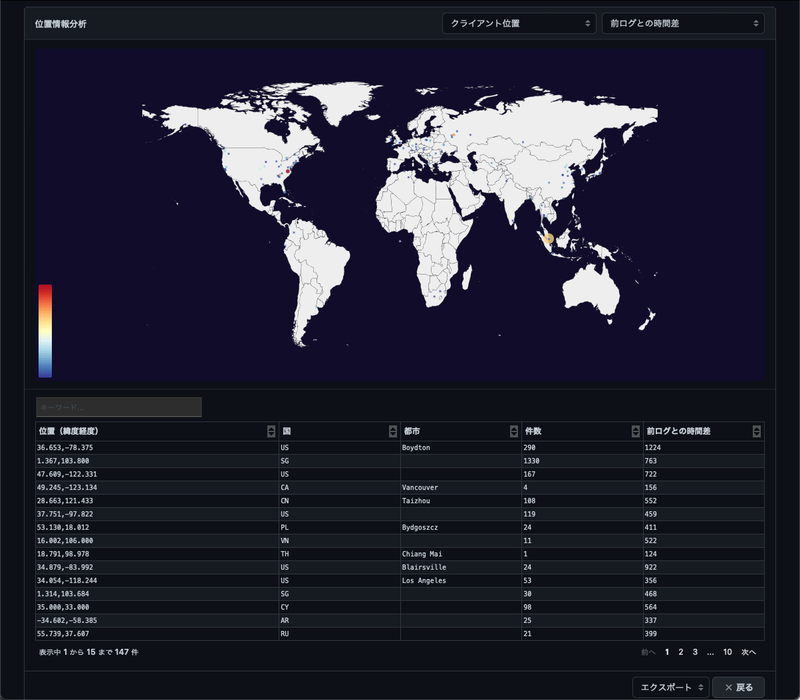 位置情報分析 クライアント位置 前ログとの時間差
キーワード...
位置（緯度経度） 国 都市 件数 前ログとの時間差
36.653,-78.375 US Boydton 290 1224
1.367,103.800 SG 1330 763
47.609,-122.331 US 167 722
49.245,-123.134 CA Vancouver 4 156
28.663,121.433 CN Taizhou 108 552
37.751,-97.822 US 119 459
53.130,18.012 PL Bydgoszcz 24 411
16.002,106.000 VN 11 522
18.791,98.978 TH Chiang Mai 1 124
34.879,-83.992 US Blairsville 24 922
34.054,-118.244 US Los Angeles 53 356
1.314,103.684 SG 30 468
35.000,33.000 CY 98 564
-34.602,-58.385 AR 25 337
55.739,37.607 RU 21 399
表示中 1 から 15 まで 147 件 前へ 1 2 3 ... 10 次へ
エクスポート × 戻る